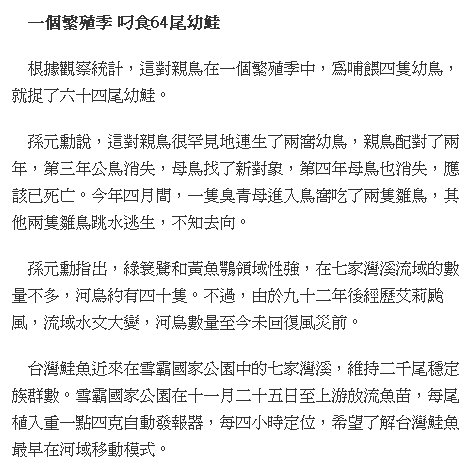 一個繁殖季 叼食64尾幼鮭
根據觀察統計，這對親鳥在一個繁殖季中，為哺餵四隻幼鳥，
就捉了六十四尾幼鮭。
孫元勳說，這對親鳥很罕見地連生了兩窩幼鳥，親鳥配對了兩
年，第三年公鳥消失，母鳥找了新對象，第四年母鳥也消失，應
該已死亡。今年四月間，一隻臭青母進入鳥窩吃了兩隻雛鳥，其
他兩隻雛鳥跳水逃生，不知去向。
孫元勳指出，綠簑鷺和黃魚鴞領域性強，在七家灣溪流域的數
量不多，河烏約有四十隻。不過，由於九十二年後經歷艾莉颱
風，流域水文大變，河烏數量至今未回復風災前。
台灣鮭魚近來在雪霸國家公園中的七家灣溪，維持二千尾穩定
族群數。雪霸國家公園在十一月二十五日至上游放流魚苗，每尾
植入重一點四克自動發報器，每四小時定位，希望了解台灣鮭魚
最早在河域移動模式。